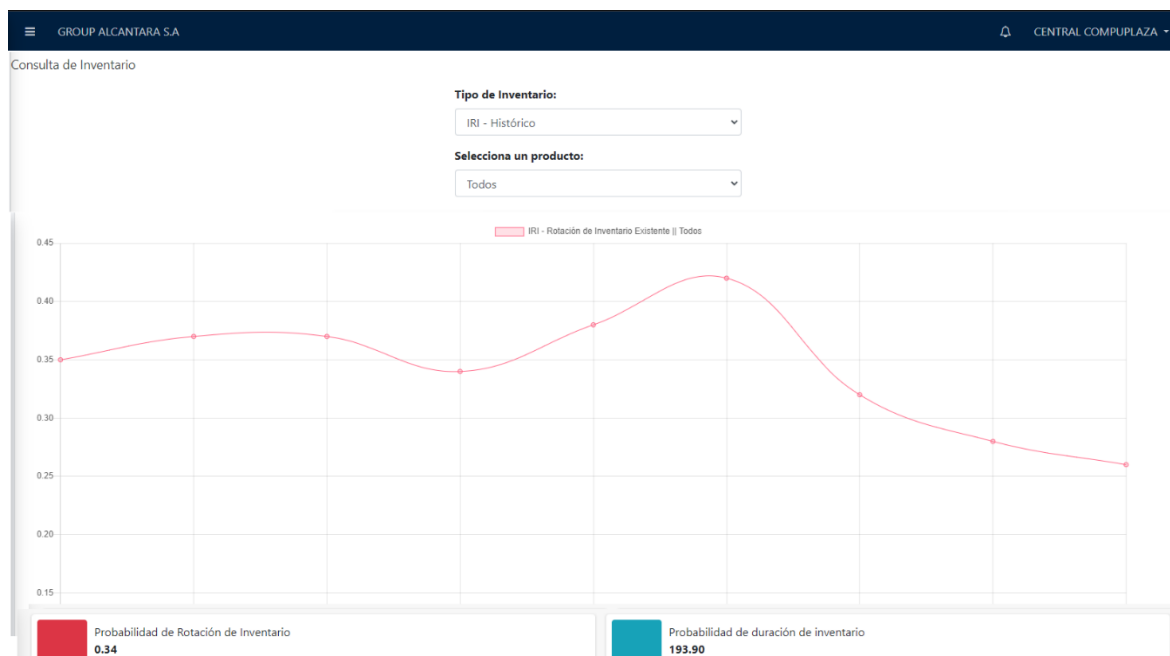 GROUP ALCANTARA S.A
CENTRAL COMPUPLAZA
Consulta de Inventario
Tipo de Inventario:
IRI - Histórico
Selecciona un producto:
Todos
IRI - Rotación de Inventario Existente || Todos
0.45
0.40
0.35
0.30
0.25
0.20
0.15
Probabilidad de Rotación de Inventario
0.34
Probabilidad de duración de inventario
193.90